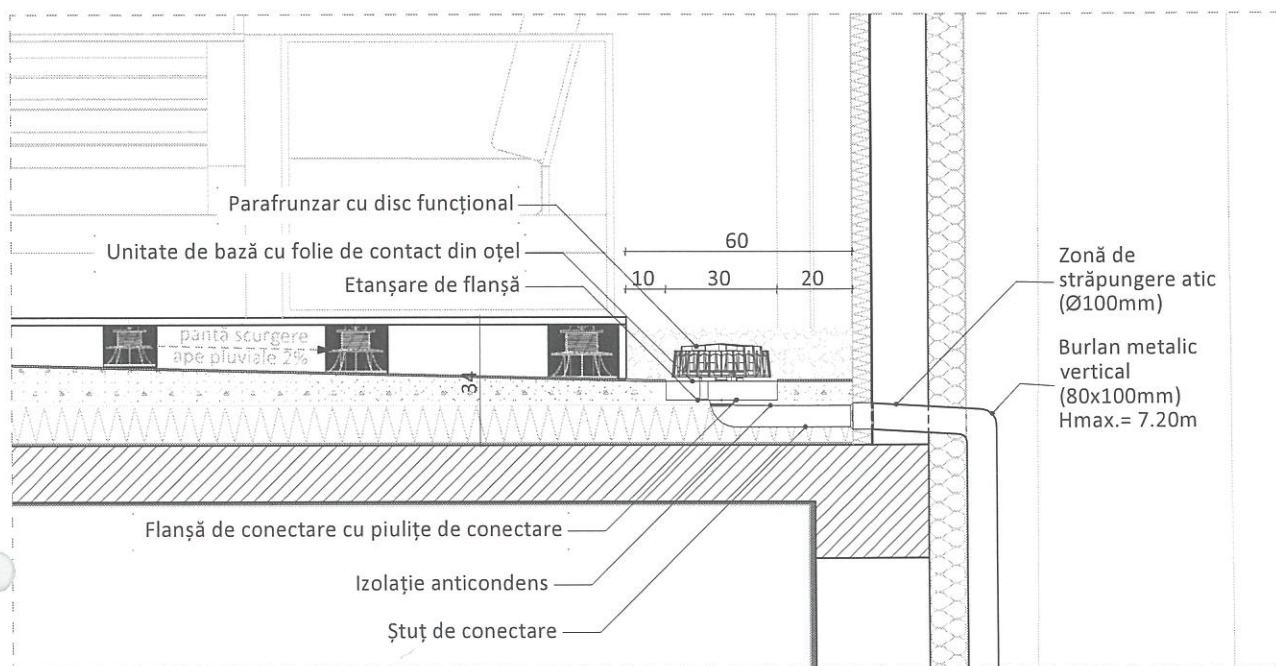 Parafrunzar cu disc funcțional
Unitate de bază cu folie de contact din oțel
Etanșare de flanșă
60
10
30
20
Zonă de
străpungere atic
(Ø100mm)
Burlan metalic
vertical
(80x100mm)
Hmax.= 7.20m
pantă scurgere
ape pluviale 2%
34
Flanșă de conectare cu piulițe de conectare
Izolație anticondens
Ștuț de conectare